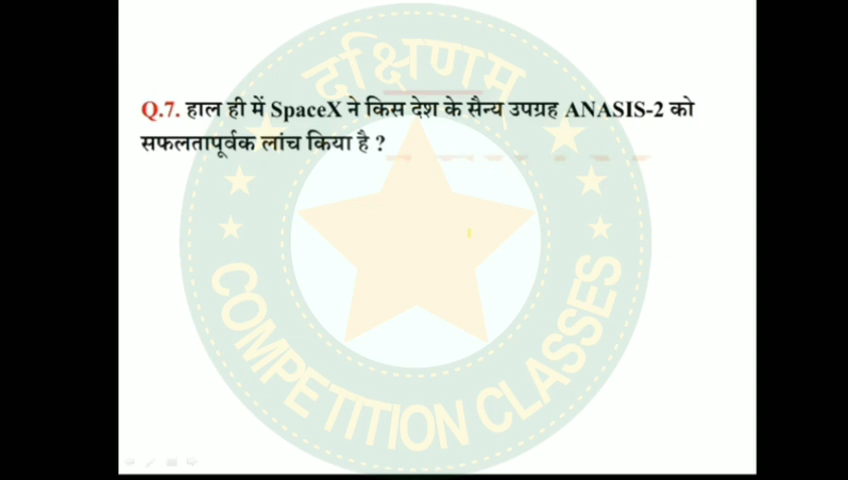 दक्षिणम्
Q.7. हाल ही में SpaceX ने किस देश के सैन्य उपग्रह ANASIS-2 को
सफलतापूर्वक लांच किया है ?
COMPETITION CLASSES